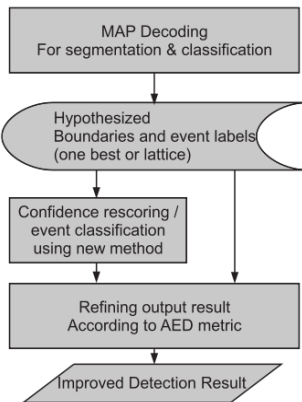 MAP Decoding
For segmentation & classification
Hypothesized
Boundaries and event labels
(one best or lattice)
Confidence rescoring /
event classification
using new method
Refining output result
According to AED metric
Improved Detection Result